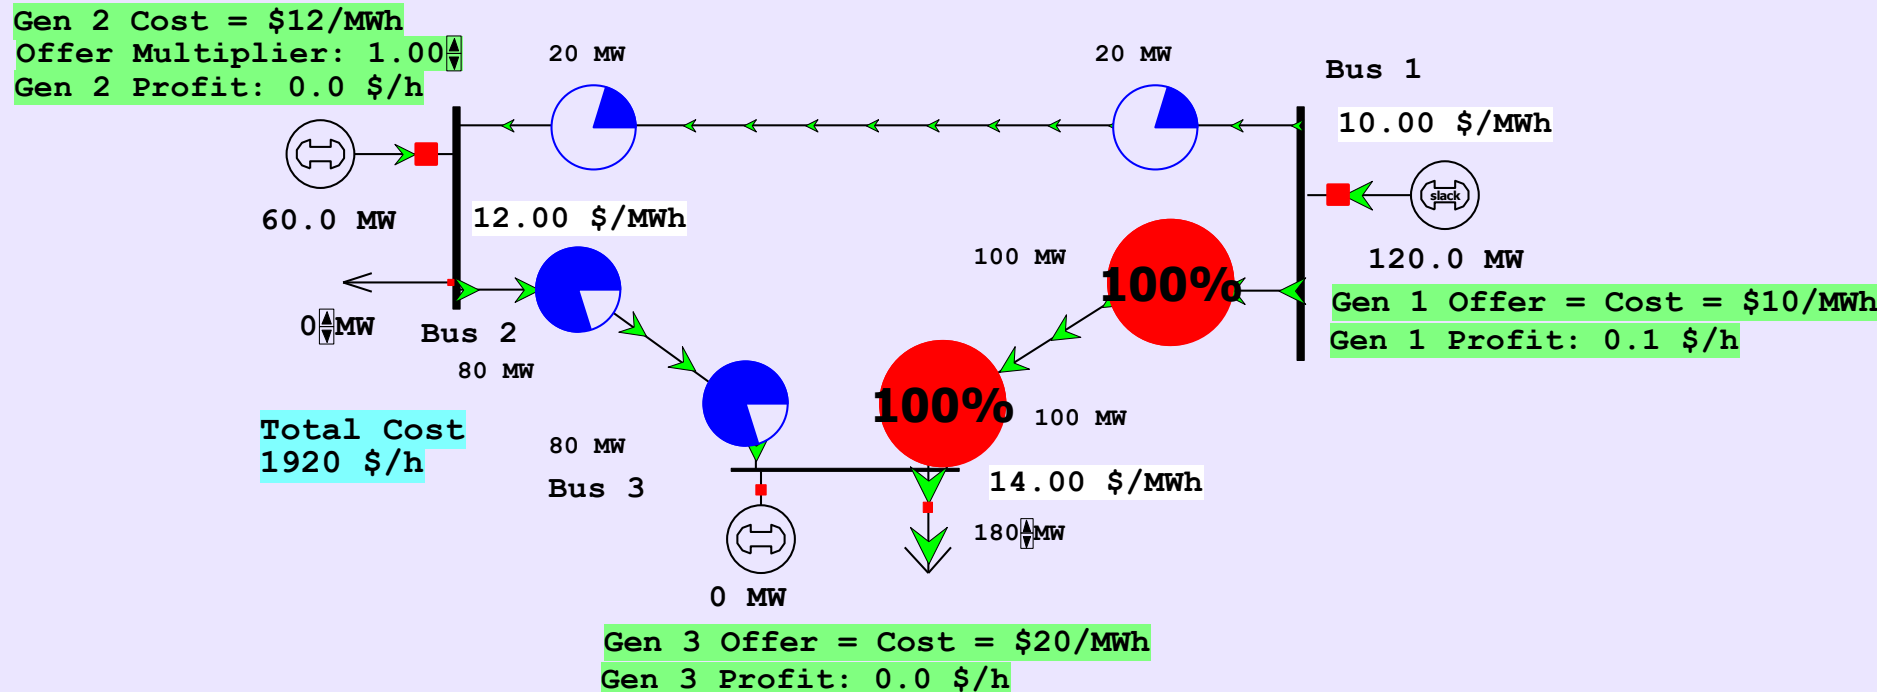 Gen 2 Cost = $12/MWh
Offer Multiplier: 1.00
Gen 2 Profit: 0.0 $/h
20 MW
20 MW
Bus 1
10.00 $/MWh
slack
60.0 MW
12.00 $/MWh
120.0 MW
100 MW
100%
Gen 1 Offer = Cost = $10/MWh
Gen 1 Profit: 0.1 $/h
0 MW
Bus 2
80 MW
100%
100 MW
Total Cost
1920 $/h
80 MW
Bus 3
14.00 $/MWh
180 MW
0 MW
Gen 3 Offer = Cost = $20/MWh
Gen 3 Profit: 0.0 $/h